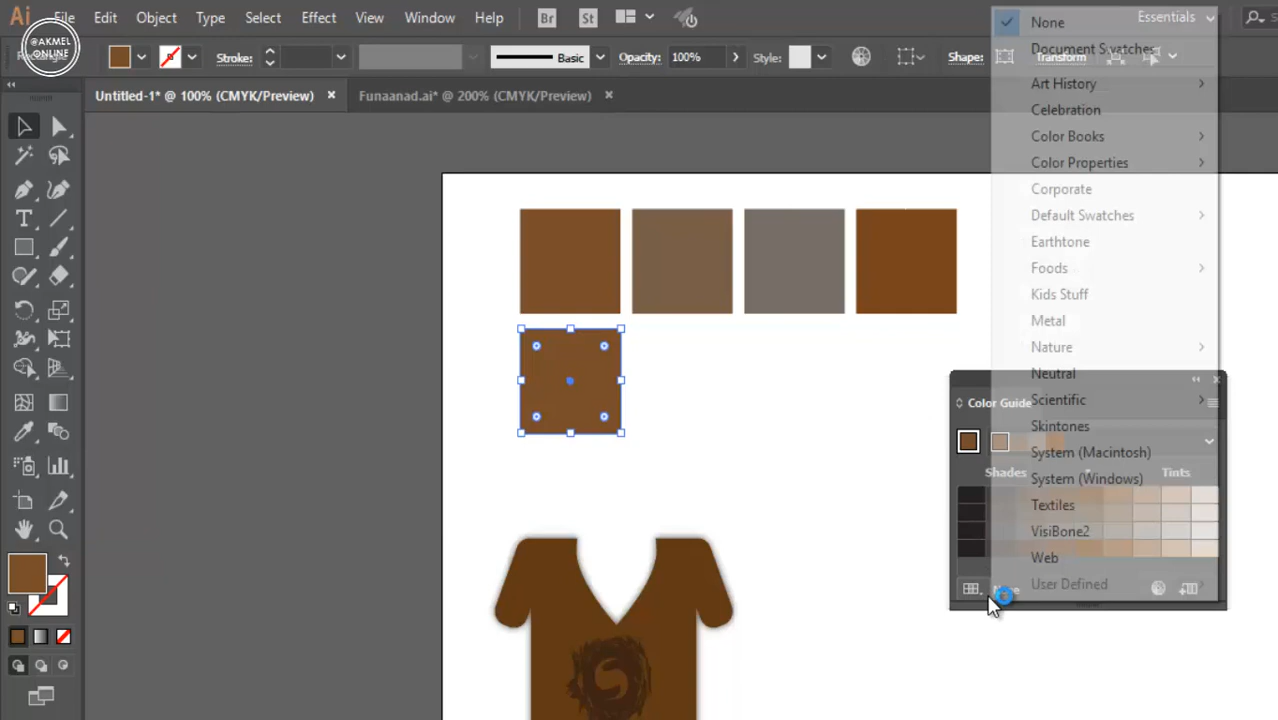 Ai File Edit Object Type Select Effect View Window Help Br St Essentials
@AKMEL
ONLINE
Rectangle Stroke: Basic Opacity: 100% Style: Shape: Transform
Untitled-1* @ 100% (CMYK/Preview) × Funaanad.ai* @ 200% (CMYK/Preview) ×
None
Document Swatches
Art History
Celebration
Color Books
Color Properties
Corporate
Default Swatches
Earthtone
Foods
Kids Stuff
Metal
Nature
Neutral
Scientific
Skintones
System (Macintosh)
System (Windows)
Textiles
VisiBone2
Web
User Defined
Color Guide
Shades Tints
None
S